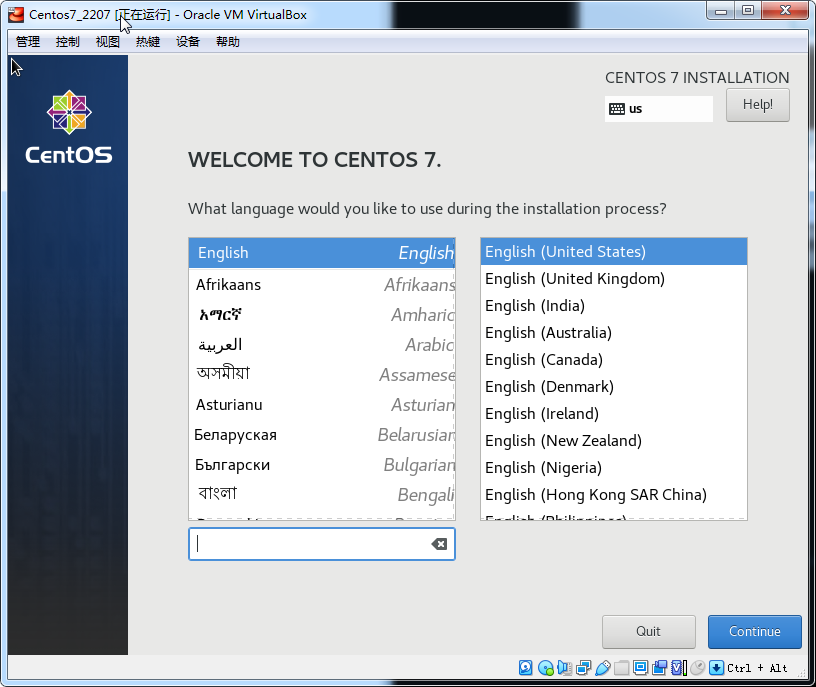 Centos7_2207 [正在运行] - Oracle VM VirtualBox
管理 控制 视图 热键 设备 帮助
CentOS
CENTOS 7 INSTALLATION
us
Help!
WELCOME TO CENTOS 7.
What language would you like to use during the installation process?
English English
Afrikaans Afrikaans
አማርኛ Amharic
العربية Arabic
অসমীয়া Assamese
Asturianu Asturian
Беларуская Belarusian
Български Bulgarian
বাংলা Bengali
English (United States)
English (United Kingdom)
English (India)
English (Australia)
English (Canada)
English (Denmark)
English (Ireland)
English (New Zealand)
English (Nigeria)
English (Hong Kong SAR China)
English (Philippines)
Quit
Continue
Ctrl + Alt